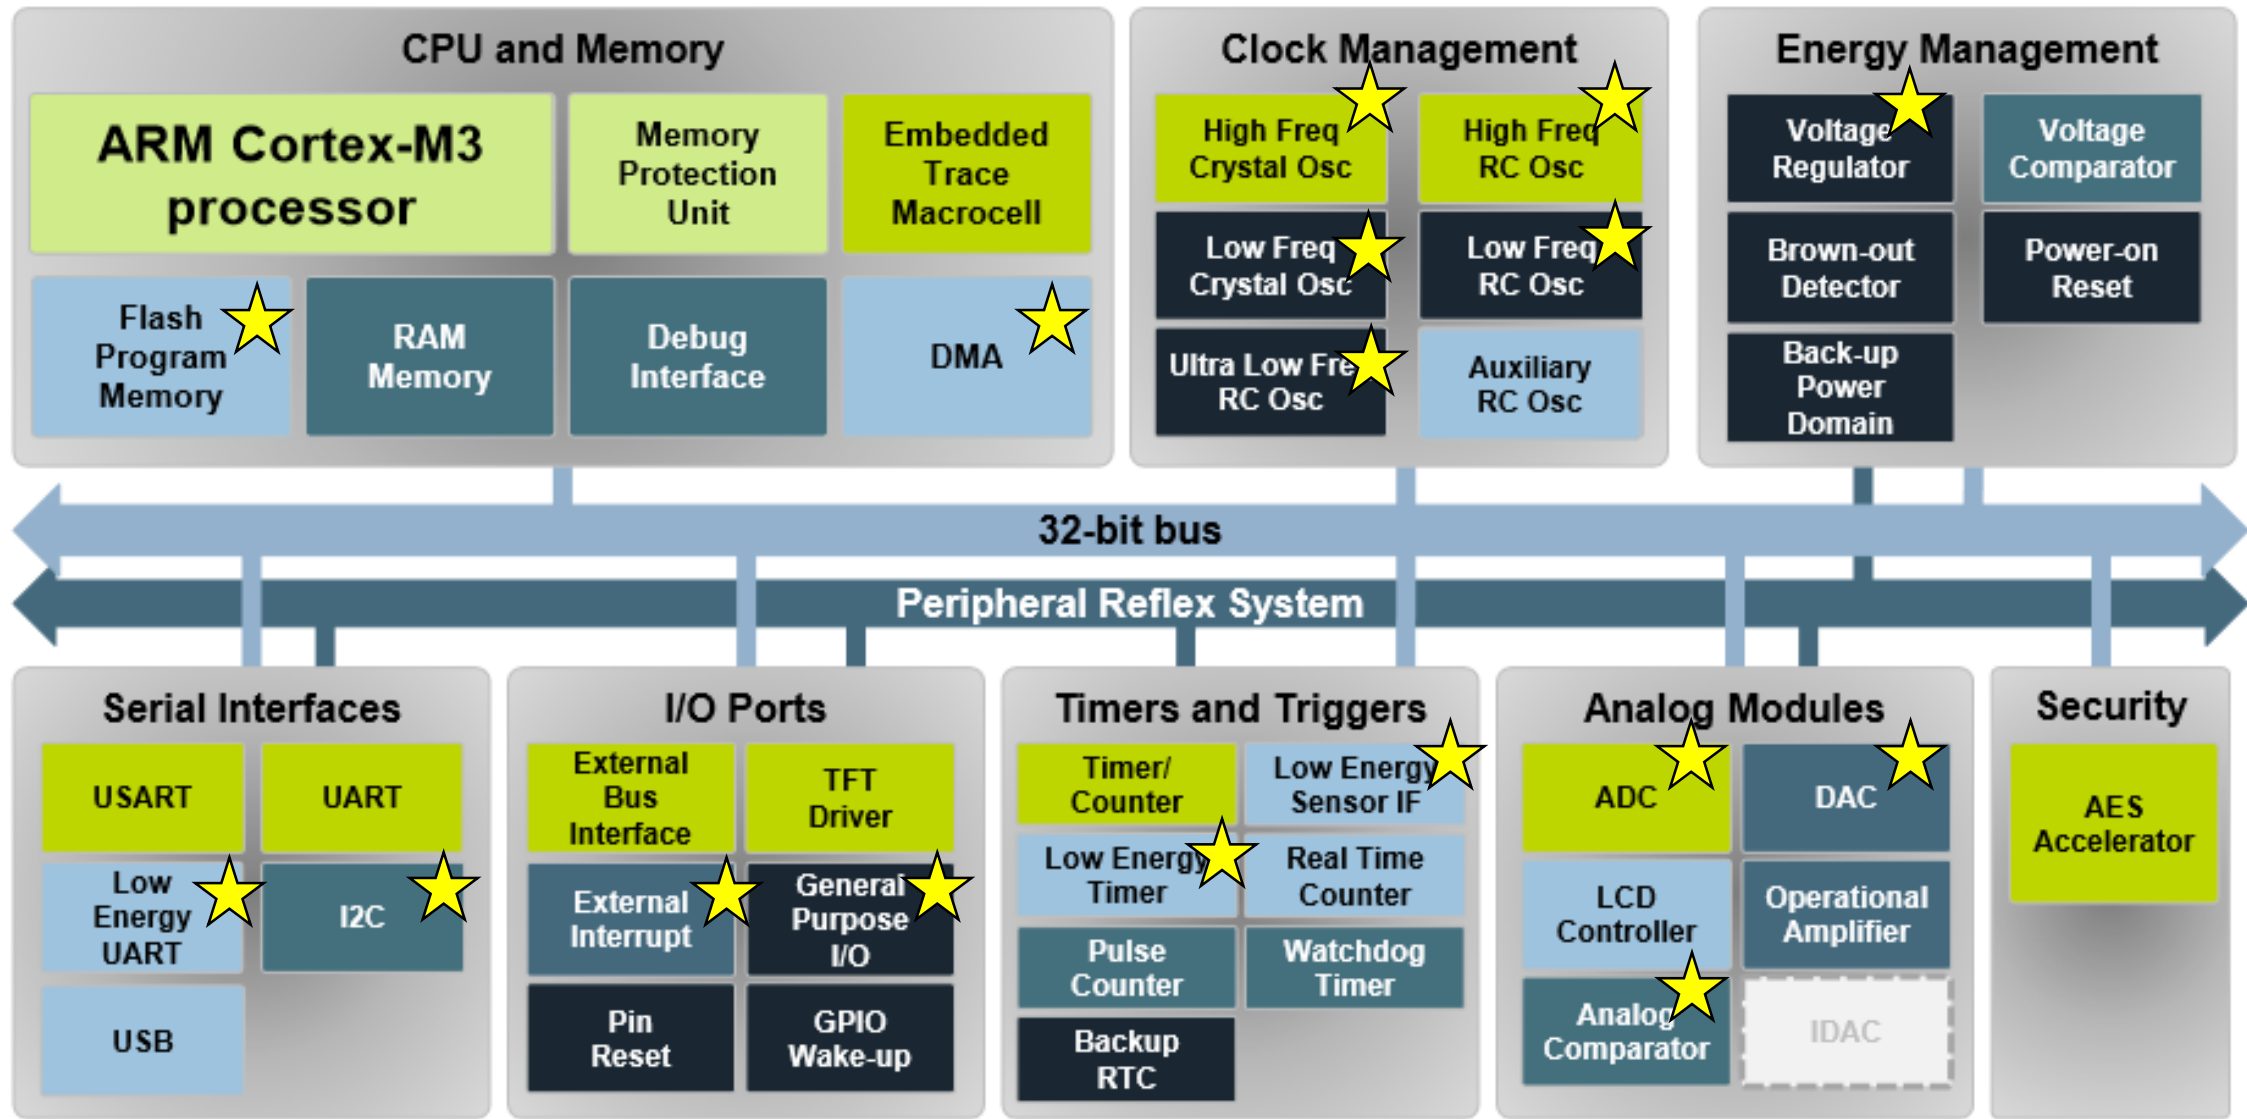 CPU and Memory
ARM Cortex-M3
processor
Memory
Protection
Unit
Embedded
Trace
Macrocell
Flash
Program
Memory
RAM
Memory
Debug
Interface
DMA
Clock Management
High Freq
Crystal Osc
High Freq
RC Osc
Low Freq
Crystal Osc
Low Freq
RC Osc
Ultra Low Fre
RC Osc
Auxiliary
RC Osc
Energy Management
Voltage
Regulator
Voltage
Comparator
Brown-out
Detector
Power-on
Reset
Back-up
Power
Domain
32-bit bus
Peripheral Reflex System
Serial Interfaces
USART
UART
Low
Energy
UART
I2C
USB
I/O Ports
External
Bus
Interface
TFT
Driver
External
Interrupt
General
Purpose
I/O
Pin
Reset
GPIO
Wake-up
Timers and Triggers
Timer/
Counter
Low Energy
Sensor IF
Low Energy
Timer
Real Time
Counter
Pulse
Counter
Watchdog
Timer
Backup
RTC
Analog Modules
ADC
DAC
LCD
Controller
Operational
Amplifier
Analog
Comparator
IDAC
Security
AES
Accelerator